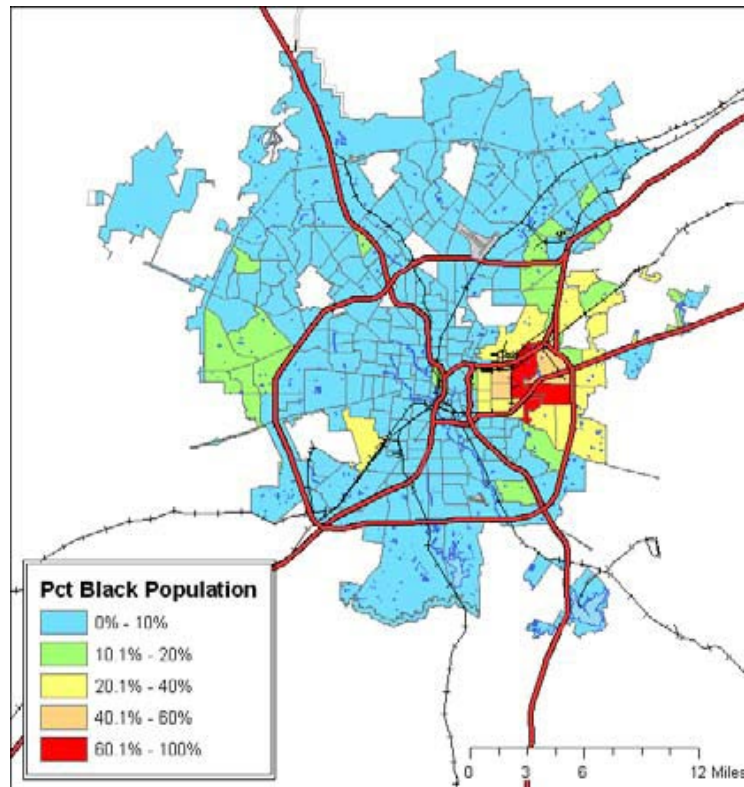 Pct Black Population
0% - 10%
10.1% - 20%
20.1% - 40%
40.1% - 60%
60.1% - 100%
0 3 6 12 Miles